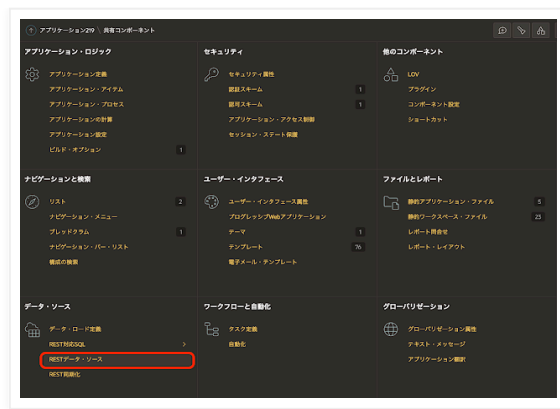 アプリケーション219 \ 共有コンポーネント
アプリケーション・ロジック
アプリケーション定義
アプリケーション・アイテム
アプリケーション・プロセス
アプリケーションの計算
アプリケーション設定
ビルド・オプション 1
セキュリティ
セキュリティ属性
認証スキーム 1
認可スキーム 1
アプリケーション・アクセス制御
セッション・ステート保護
他のコンポーネント
LOV
プラグイン
コンポーネント設定
ショートカット
ナビゲーションと検索
リスト 2
ナビゲーション・メニュー
ブレッドクラム 1
ナビゲーション・バー・リスト
構成の検索
ユーザー・インタフェース
ユーザー・インタフェース属性
プログレッシブWebアプリケーション
テーマ 1
テンプレート 76
電子メール・テンプレート
ファイルとレポート
静的アプリケーション・ファイル 5
静的ワークスペース・ファイル 23
レポート問合せ
レポート・レイアウト
データ・ソース
データ・ロード定義
REST対応SQL
RESTデータ・ソース
REST同期化
ワークフローと自動化
タスク定義
自動化
グローバリゼーション
グローバリゼーション属性
テキスト・メッセージ
アプリケーション翻訳